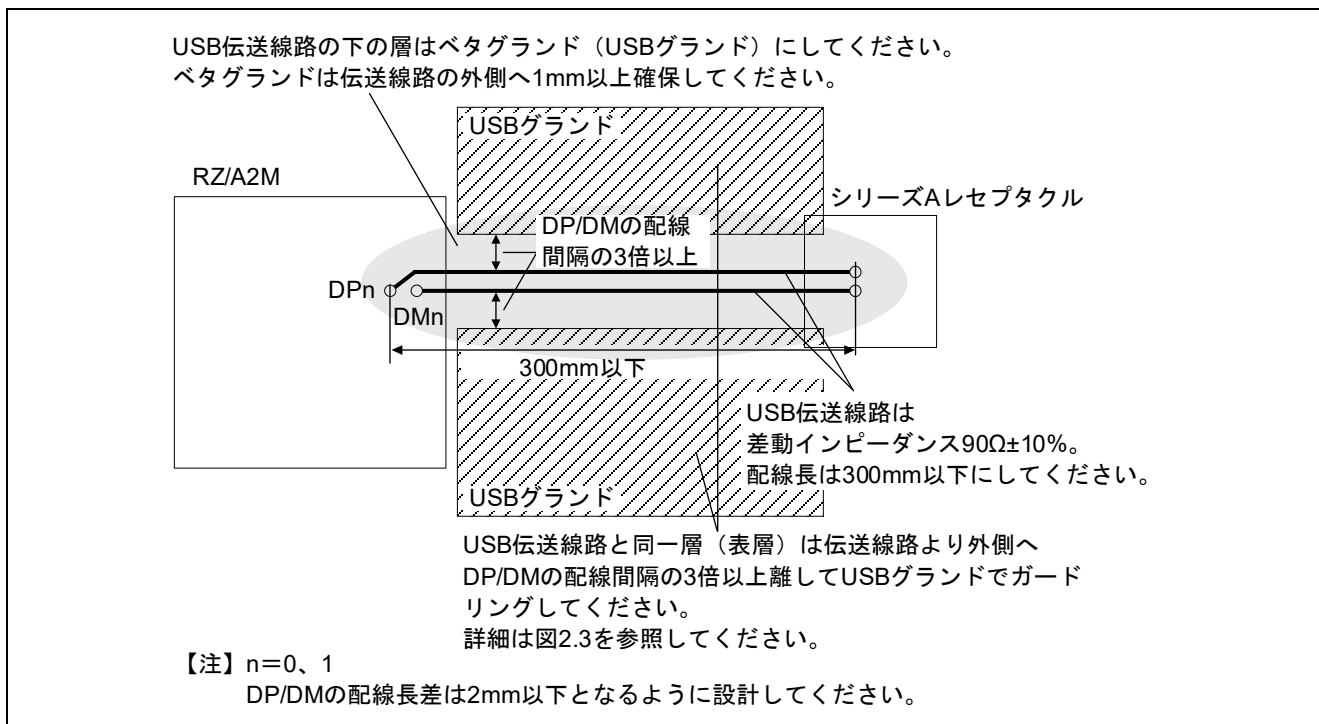 USB伝送線路の下の層はベタグランド（USBグランド）にしてください。
ベタグランドは伝送線路の外側へ1mm以上確保してください。
USBグランド
RZ/A2M
シリーズAレセプタクル
DP/DMの配線
間隔の3倍以上
DPn
DMn
300mm以下
USB伝送線路は
差動インピーダンス90Ω±10%。
配線長は300mm以下にしてください。
USBグランド
USB伝送線路と同一層（表層）は伝送線路より外側へ
DP/DMの配線間隔の3倍以上離してUSBグランドでガード
リングしてください。
詳細は図2.3を参照してください。
【注】n＝0、1
DP/DMの配線長差は2mm以下となるように設計してください。